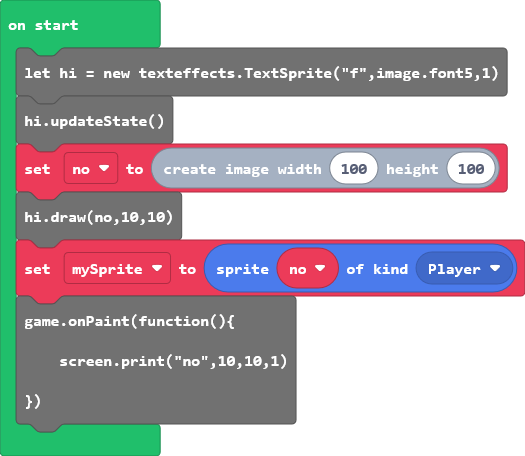 on start
let hi = new texteffects.TextSprite("f",image.font5,1)
hi.updateState()
set no to create image width 100 height 100
hi.draw(no,10,10)
set mySprite to sprite no of kind Player
game.onPaint(function(){
screen.print("no",10,10,1)
})